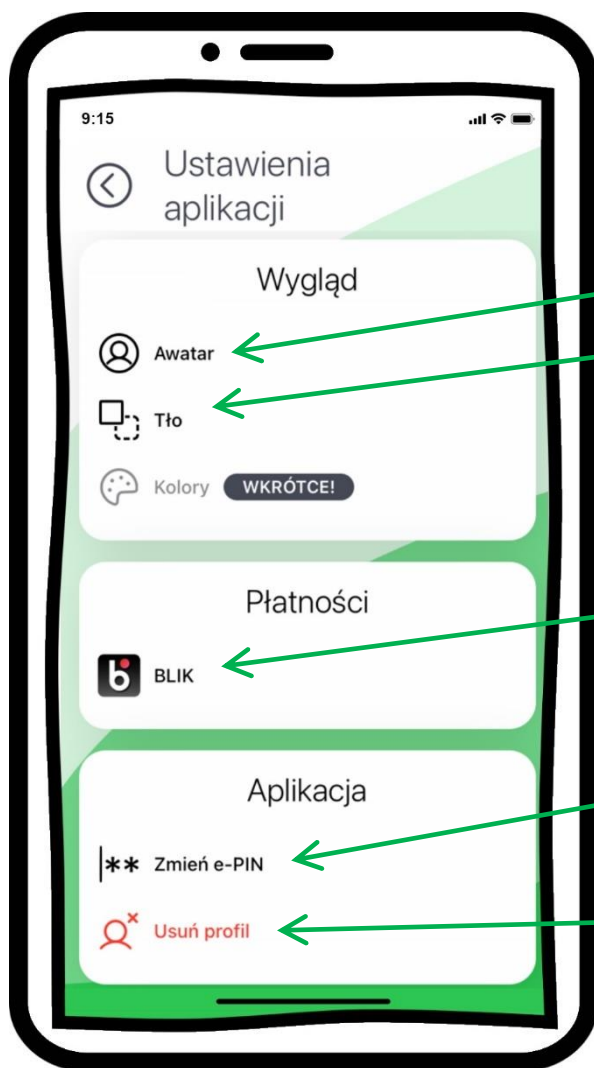 9:15
Ustawienia
aplikacji
Wygląd
Awatar
Tło
Kolory WKRÓTCE!
Płatności
BLIK
Aplikacja
** Zmień e-PIN
Usuń profil